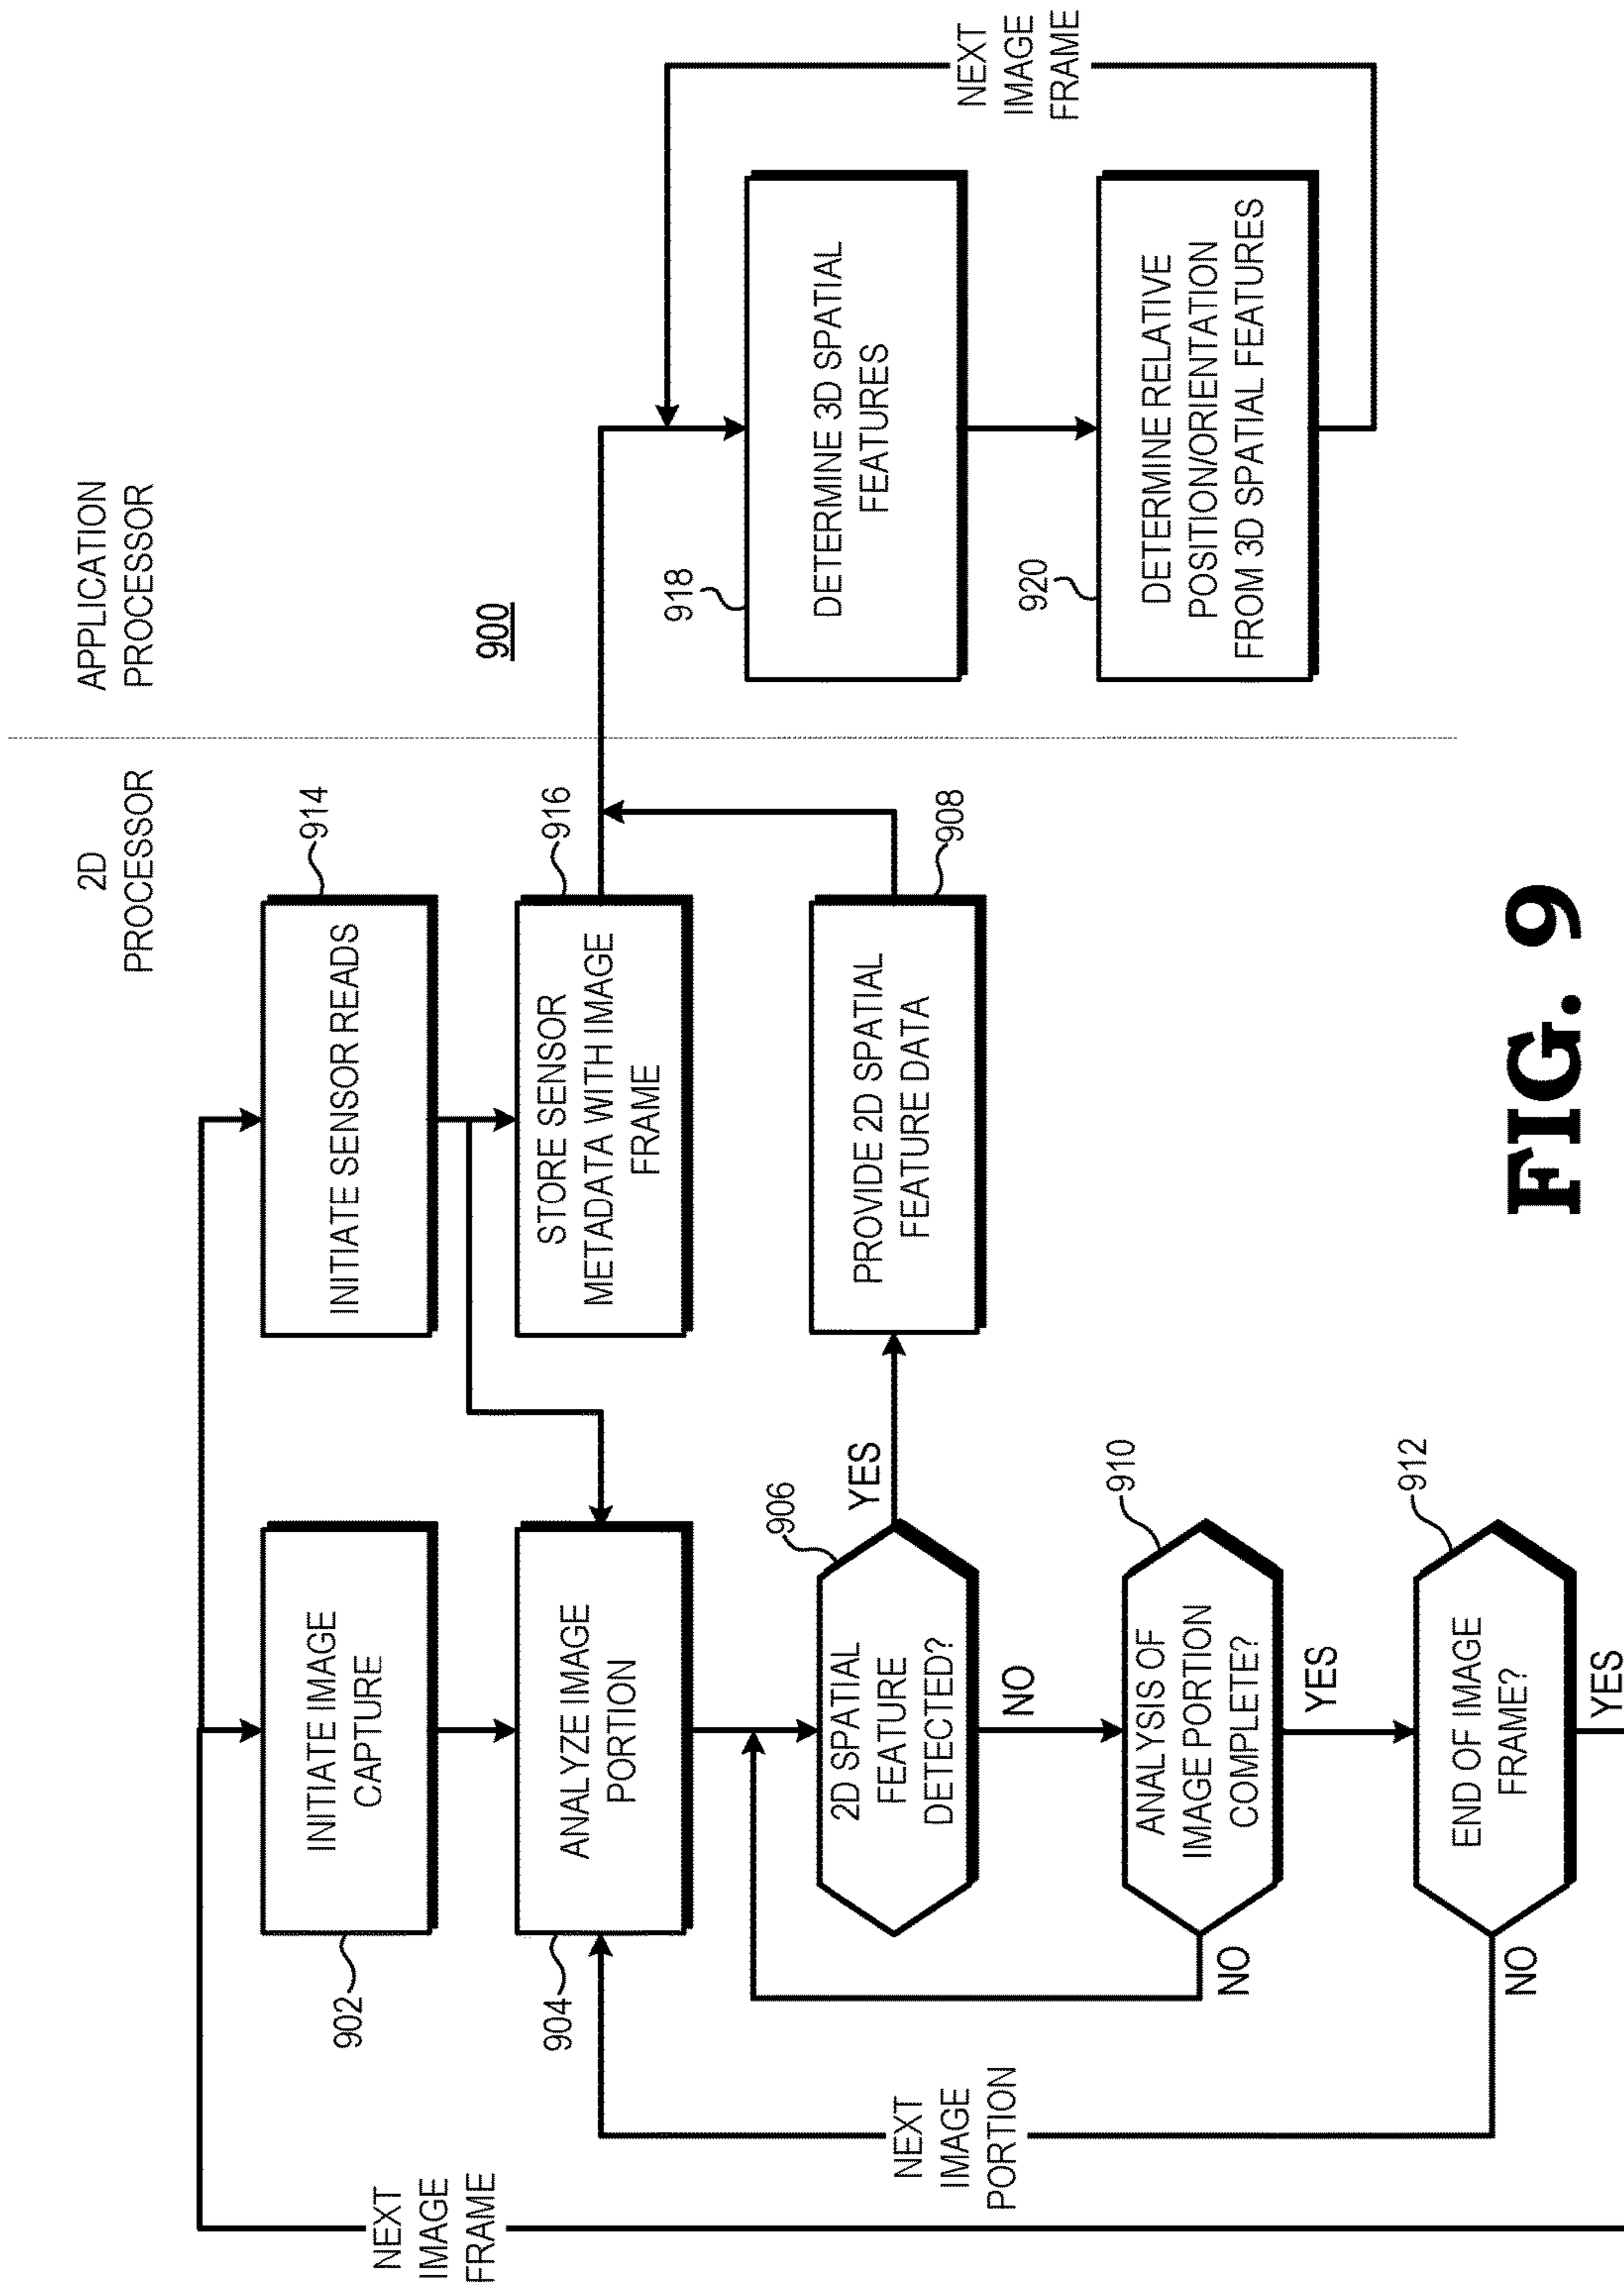 2D
PROCESSOR
APPLICATION
PROCESSOR
900
NEXT
IMAGE
FRAME
902
INITIATE IMAGE
CAPTURE
914
INITIATE SENSOR READS
904
ANALYZE IMAGE
PORTION
916
STORE SENSOR
METADATA WITH IMAGE
FRAME
NEXT
IMAGE
PORTION
906
2D SPATIAL
FEATURE
DETECTED?
YES
NO
908
PROVIDE 2D SPATIAL
FEATURE DATA
910
ANALYSIS OF
IMAGE PORTION
COMPLETE?
NO
YES
912
END OF IMAGE
FRAME?
NO
YES
918
DETERMINE 3D SPATIAL
FEATURES
920
DETERMINE RELATIVE
POSITION/ORIENTATION
FROM 3D SPATIAL FEATURES
NEXT
IMAGE
FRAME
FIG. 9